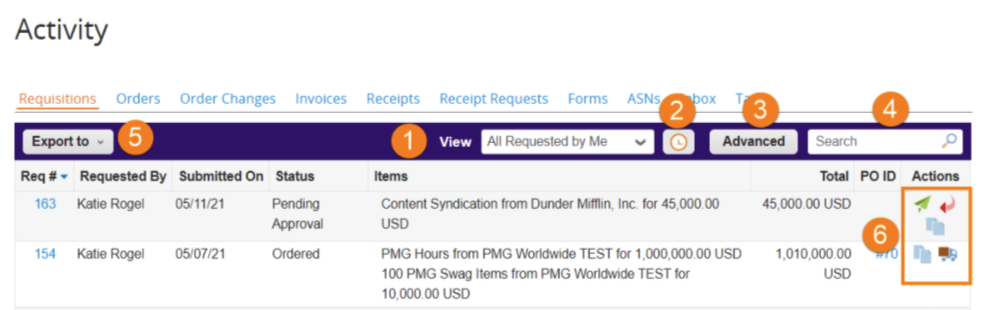 Activity
Requisitions Orders Order Changes Invoices Receipts Receipt Requests Forms ASNs
2 3 4
Export to 5 1 View All Requested by Me Advanced Search
Req # Requested By Submitted On Status Items Total PO ID Actions
163 Katie Rogel 05/11/21 Pending Content Syndication from Dunder Mifflin, Inc. for 45,000.00 45,000.00 USD
Approval USD
6
154 Katie Rogel 05/07/21 Ordered PMG Hours from PMG Worldwide TEST for 1,000,000.00 USD 1,010,000.00
100 PMG Swag Items from PMG Worldwide TEST for USD
10,000.00 USD